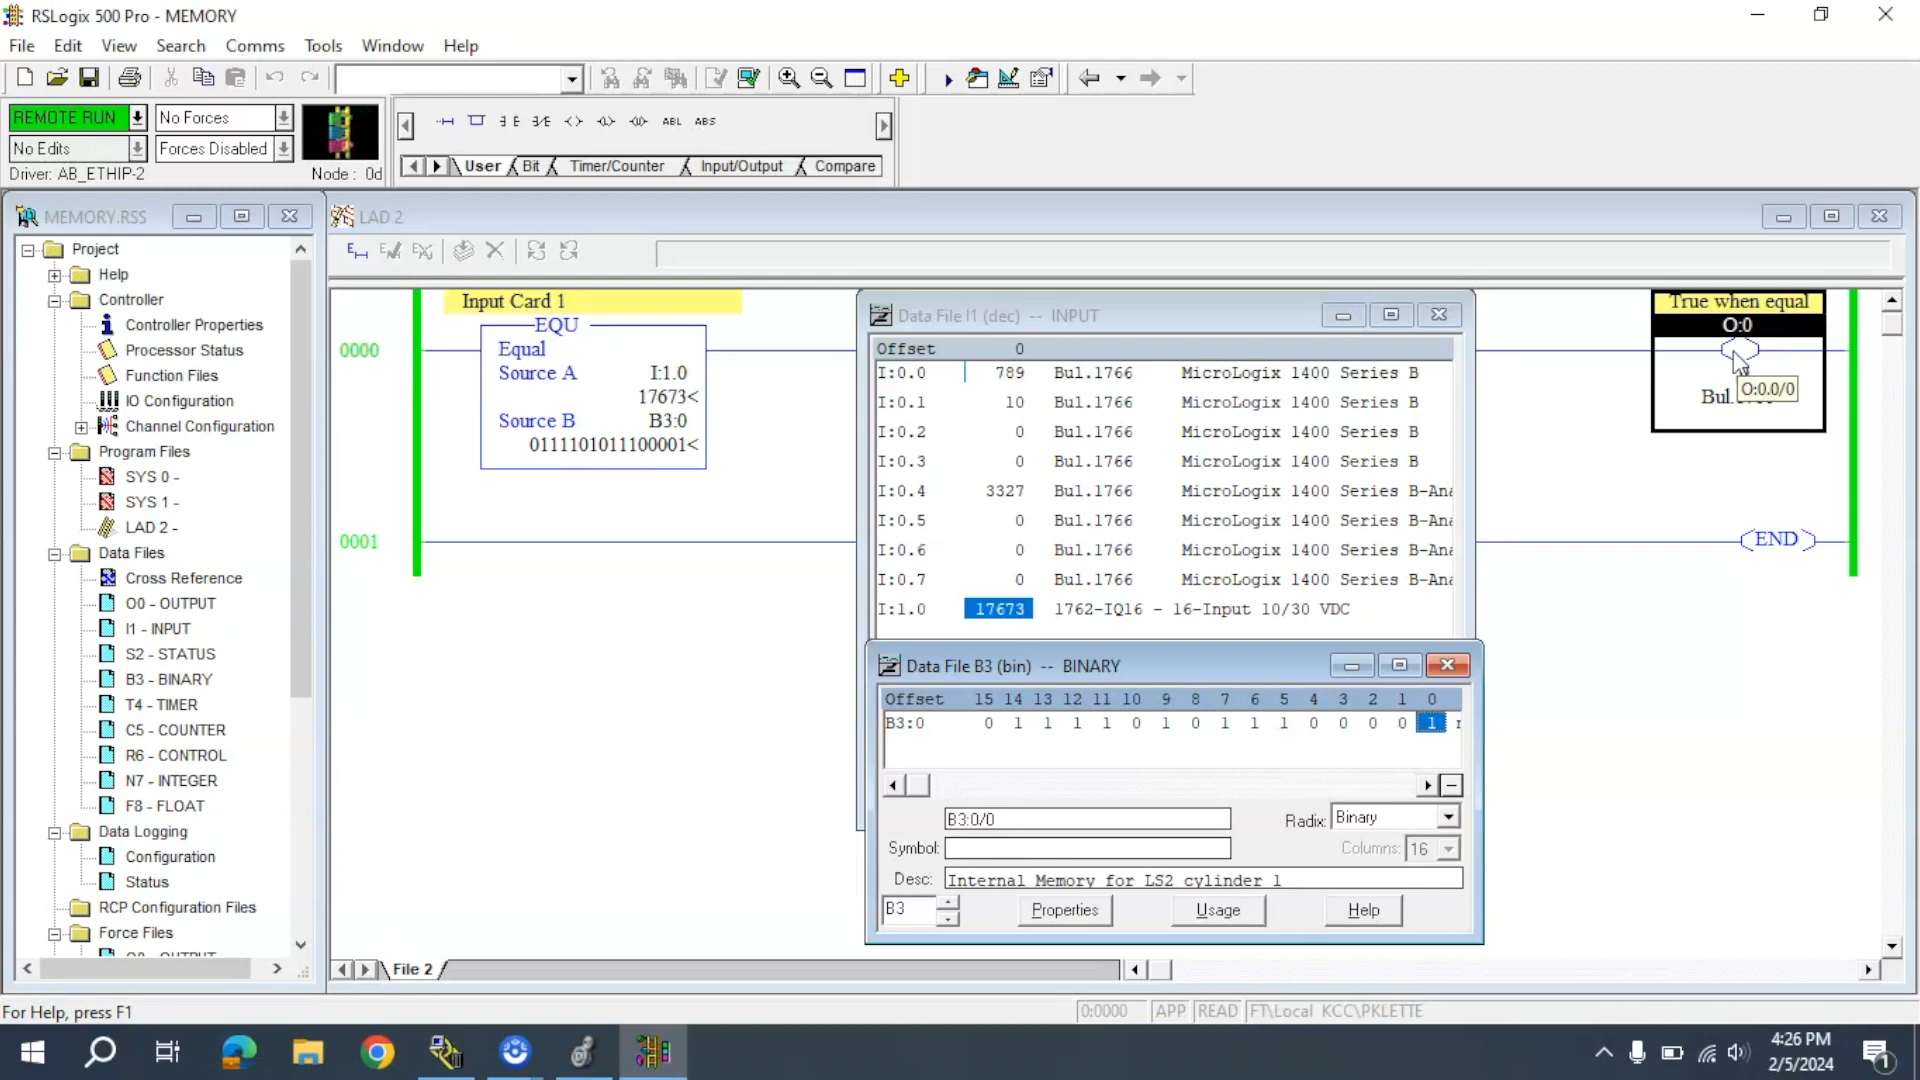 RSLogix 500 Pro - MEMORY
File Edit View Search Comms Tools Window Help
REMOTE RUN No Forces
No Edits Forces Disabled
Driver: AB_ETHIP-2 Node : 0d
ABL ABS
User Bit Timer/Counter Input/Output Compare
MEMORY.RSS
Project
Help
Controller
Controller Properties
Processor Status
Function Files
IO Configuration
Channel Configuration
Program Files
SYS 0 -
SYS 1 -
LAD 2 -
Data Files
Cross Reference
O0 - OUTPUT
I1 - INPUT
S2 - STATUS
B3 - BINARY
T4 - TIMER
C5 - COUNTER
R6 - CONTROL
N7 - INTEGER
F8 - FLOAT
Data Logging
Configuration
Status
RCP Configuration Files
Force Files
O0 - OUTPUT
LAD 2
Input Card 1
0000
EQU
Equal
Source A I:1.0
17673<
Source B B3:0
0111101011100001<
True when equal
O:0
O:0.0/0
Bul.
0001
END
Data File I1 (dec) -- INPUT
Offset 0
I:0.0 789 Bul.1766 MicroLogix 1400 Series B
I:0.1 10 Bul.1766 MicroLogix 1400 Series B
I:0.2 0 Bul.1766 MicroLogix 1400 Series B
I:0.3 0 Bul.1766 MicroLogix 1400 Series B
I:0.4 3327 Bul.1766 MicroLogix 1400 Series B-Ana
I:0.5 0 Bul.1766 MicroLogix 1400 Series B-Ana
I:0.6 0 Bul.1766 MicroLogix 1400 Series B-Ana
I:0.7 0 Bul.1766 MicroLogix 1400 Series B-Ana
I:1.0 17673 1762-IQ16 - 16-Input 10/30 VDC
Data File B3 (bin) -- BINARY
Offset 15 14 13 12 11 10 9 8 7 6 5 4 3 2 1 0
B3:0 0 1 1 1 1 0 1 0 1 1 1 0 0 0 0 1
B3:0/0 Radix: Binary
Symbol: Columns: 16
Desc: Internal Memory for LS2 cylinder 1
B3 Properties Usage Help
File 2
For Help, press F1
0:0000 APP READ FT\Local KCC\PKLETTE
4:26 PM
2/5/2024
1